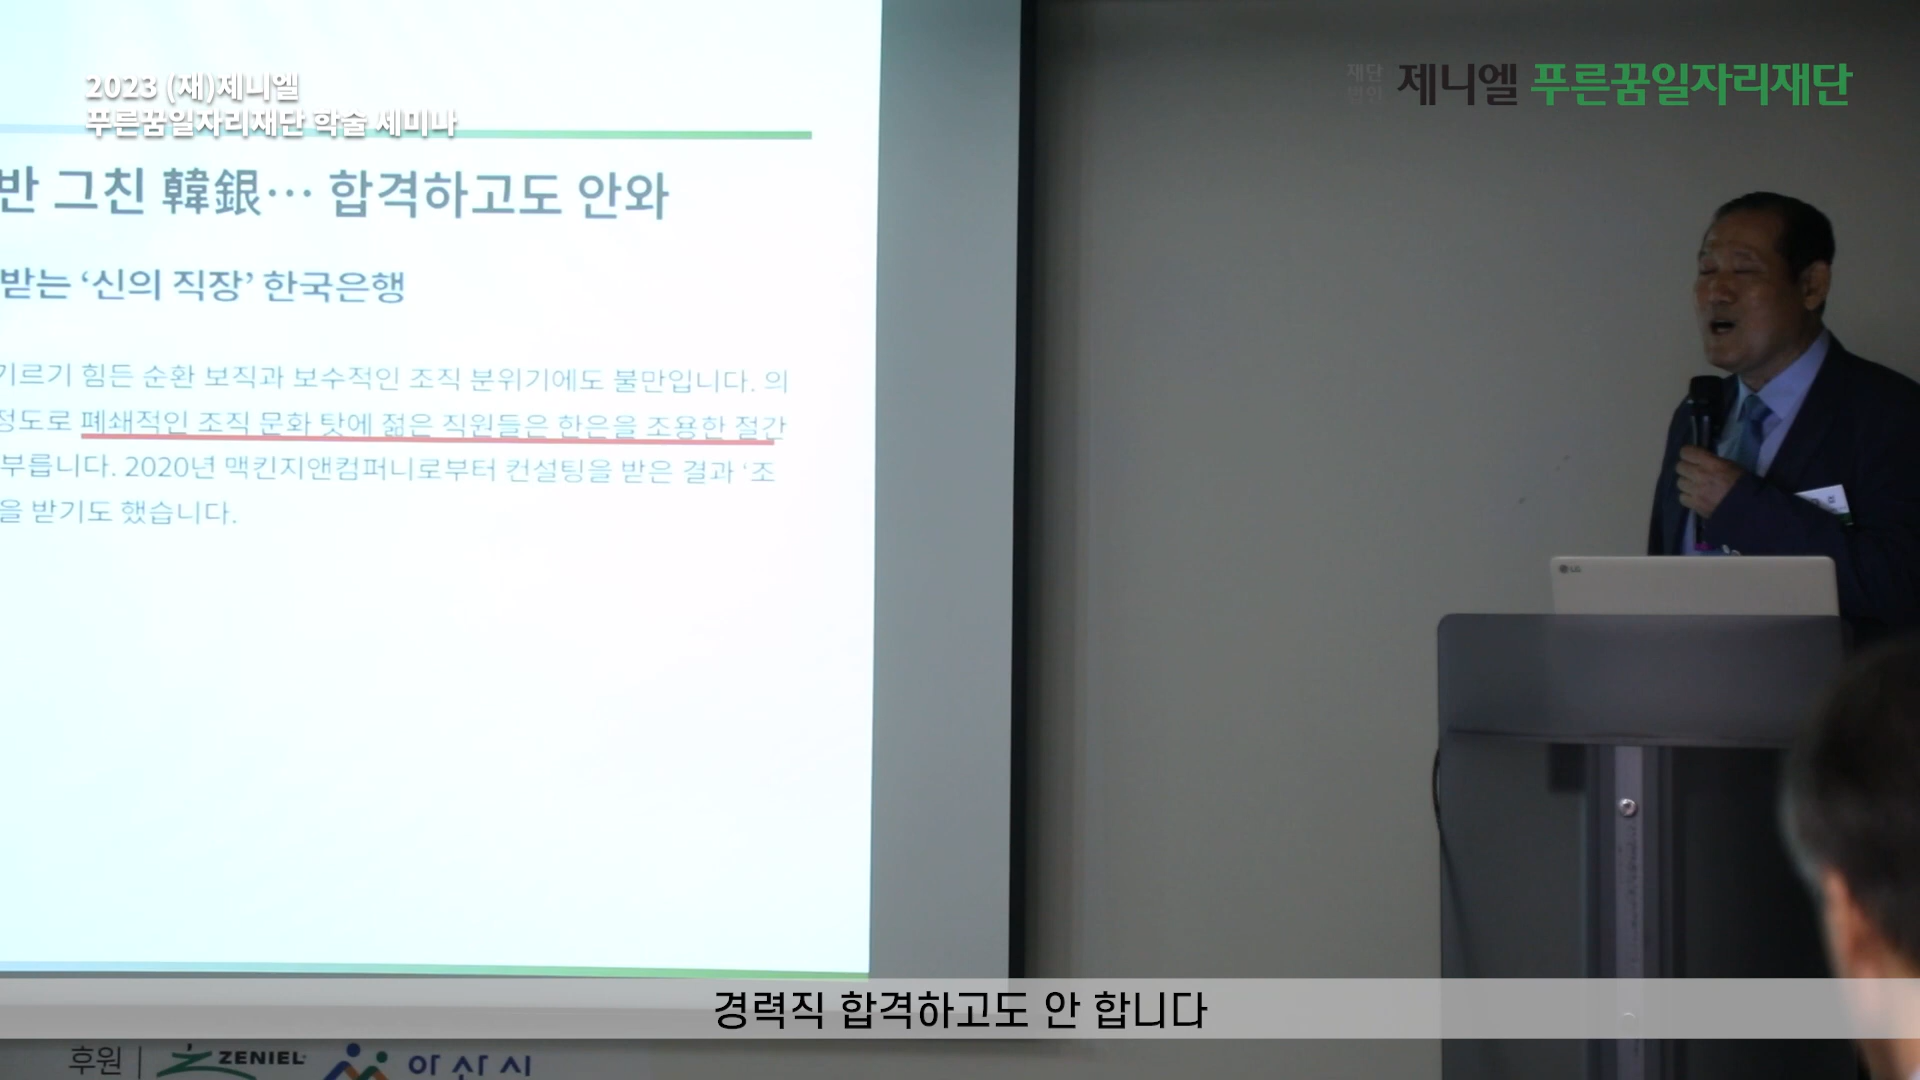 2023 (재)제니엘
푸른꿈일자리재단 학술 세미나
재단
법인
제니엘 푸른꿈일자리재단
반 그친 韓銀… 합격하고도 안와
받는 ‘신의 직장’ 한국은행
기르기 힘든 순환 보직과 보수적인 조직 분위기에도 불만입니다. 의
정도로 폐쇄적인 조직 문화 탓에 젊은 직원들은 한은을 조용한 절간
부릅니다. 2020년 맥킨지앤컴퍼니로부터 컨설팅을 받은 결과 ‘조
을 받기도 했습니다.
LG
경력직 합격하고도 안 합니다
후원 | ZENIEL 아산시